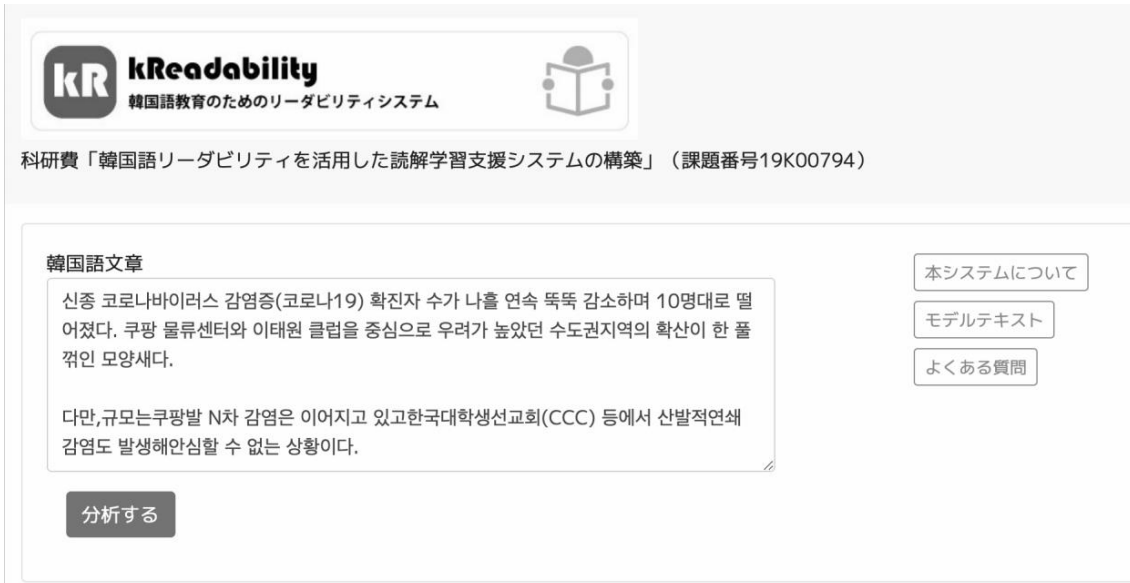 kR
kReadability
韓国語教育のためのリーダビリティシステム
科研費「韓国語リーダビリティを活用した読解学習支援システムの構築」（課題番号19K00794）
韓国語文章
신종 코로나바이러스 감염증(코로나19) 확진자 수가 나흘 연속 뚝뚝 감소하며 10명대로 떨
어졌다. 쿠팡 물류센터와 이태원 클럽을 중심으로 우려가 높았던 수도권지역의 확산이 한 풀
꺾인 모양새다.
다만,규모는쿠팡발 N차 감염은 이어지고 있고한국대학생선교회(CCC) 등에서 산발적연쇄
감염도 발생해안심할 수 없는 상황이다.
分析する
本システムについて
モデルテキスト
よくある質問